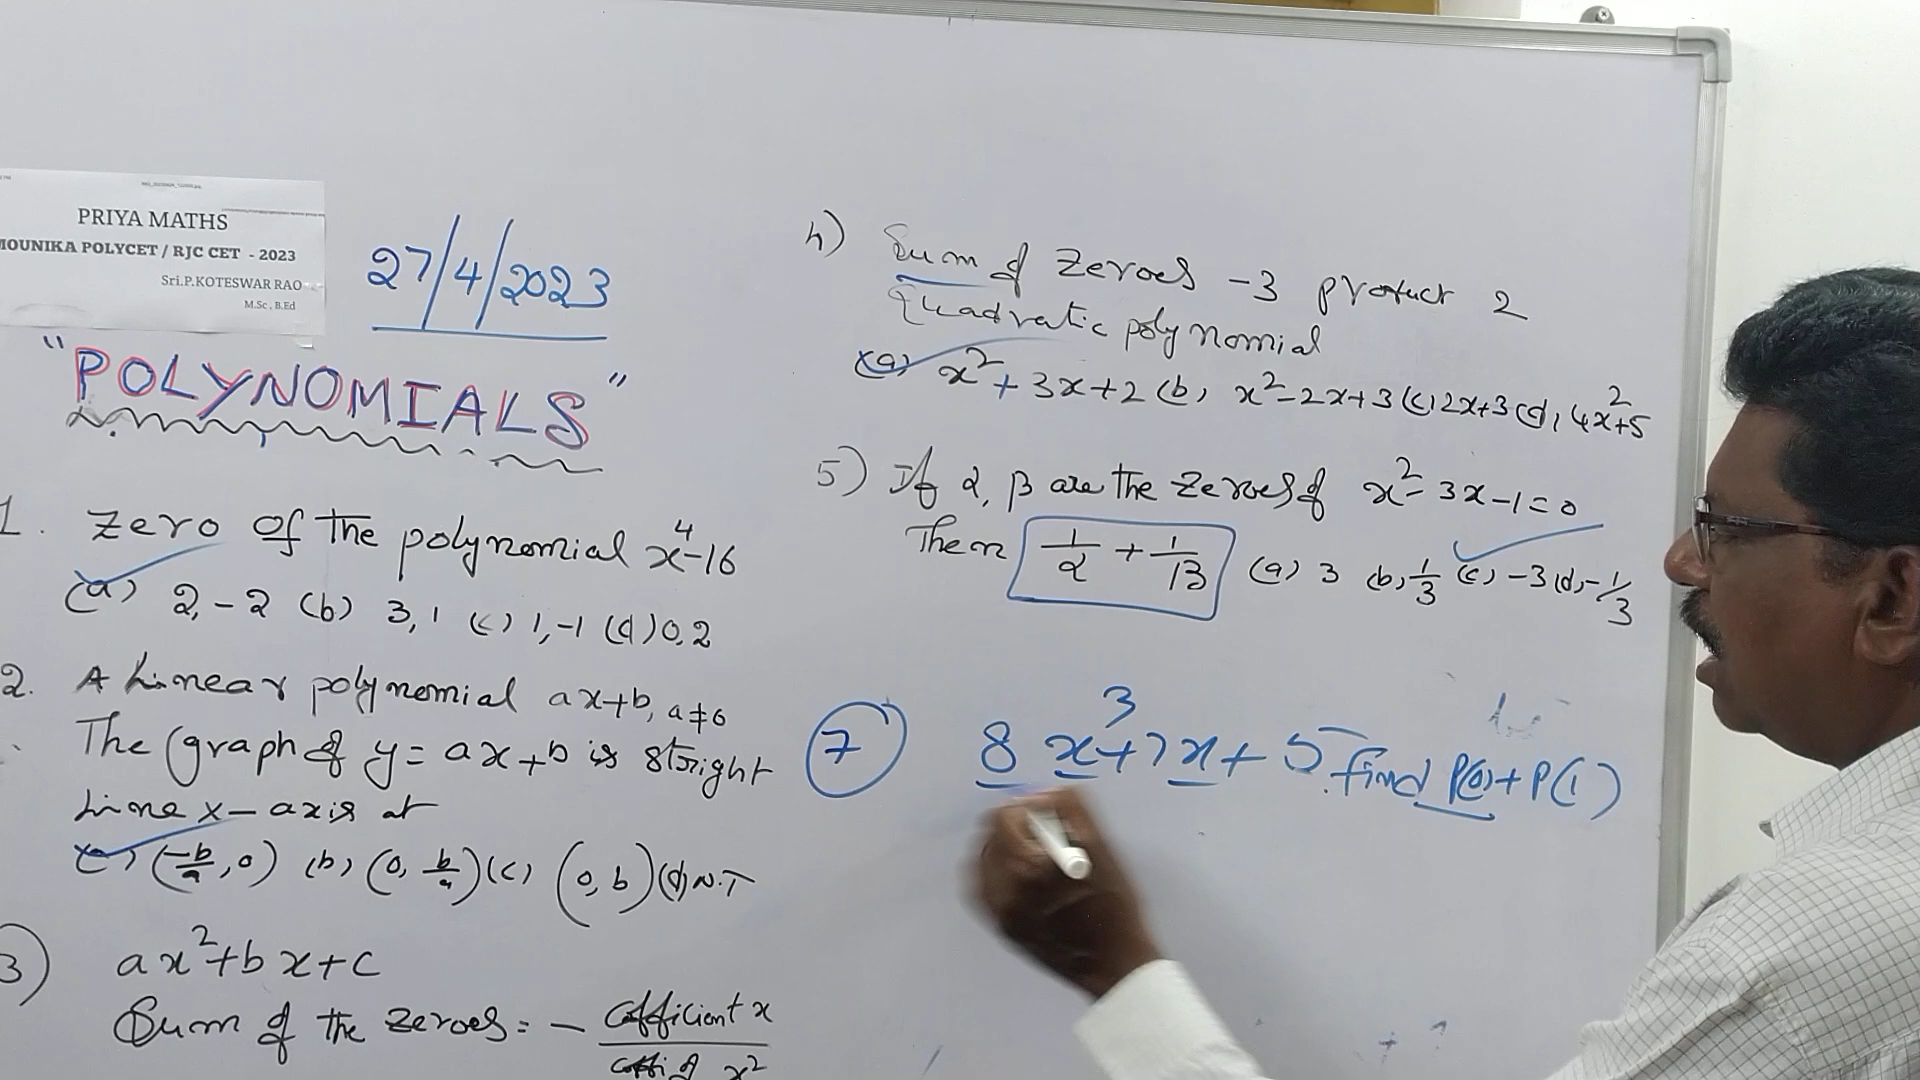 PRIYA MATHS
MOUNIKA POLYCET / RJC CET - 2023
Sri.P.KOTESWAR RAO
M.Sc , B.Ed
27/4/2023
"POLYNOMIALS"
1. Zero of the polynomial x⁴-16
(a) 2,-2 (b) 3,1 (c) 1,-1 (d) 0,2
2. A Linear polynomial ax+b, a≠0
The graph of y = ax+b is stright
Line x-axis at
(a) (-b/a, 0) (b) (0, b/a) (c) (0, b) (d) N.T
3) ax²+bx+c
Sum of the zeroes = - Cofficient x / Coffi. of x²
4) Sum of zeroes -3 product 2
Quadratic polynomial
(a) x²+3x+2 (b) x²-2x+3 (c) 2x+3 (d) 4x²+5
5) If α, β are the zeroes of x²-3x-1=0
Then 1/α + 1/β (a) 3 (b) 1/3 (c) -3 (d) -1/3
7 8x³+7x+5 find P(0)+P(1)